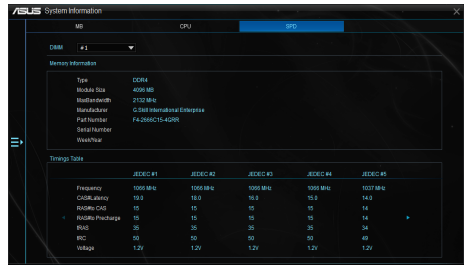 ASUS System Information
MB CPU SPD
DIMM #1
Memory Information
Type DDR4
Module Size 4096 MB
MaxBandwidth 2132 MHz
Manufacturer G.Skill International Enterprise
Part Number F4-2666C15-4GRR
Serial Number
Week/Year
Timings Table
JEDEC #1 JEDEC #2 JEDEC #3 JEDEC #4 JEDEC #5
Frequency 1066 MHz 1066 MHz 1066 MHz 1066 MHz 1037 MHz
CAS#Latency 19.0 18.0 16.0 15.0 14.0
RAS#to CAS 15 15 15 15 14
RAS#to Precharge 15 15 15 15 14
tRAS 35 35 35 35 34
tRC 50 50 50 50 49
Voltage 1.2V 1.2V 1.2V 1.2V 1.2V